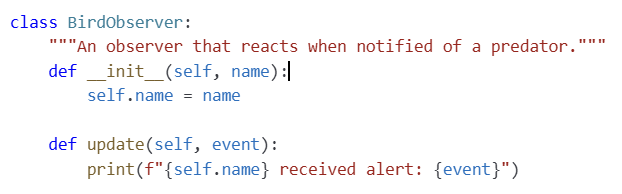 class BirdObserver:
    """An observer that reacts when notified of a predator."""
    def __init__(self, name):
        self.name = name

    def update(self, event):
        print(f"{self.name} received alert: {event}")